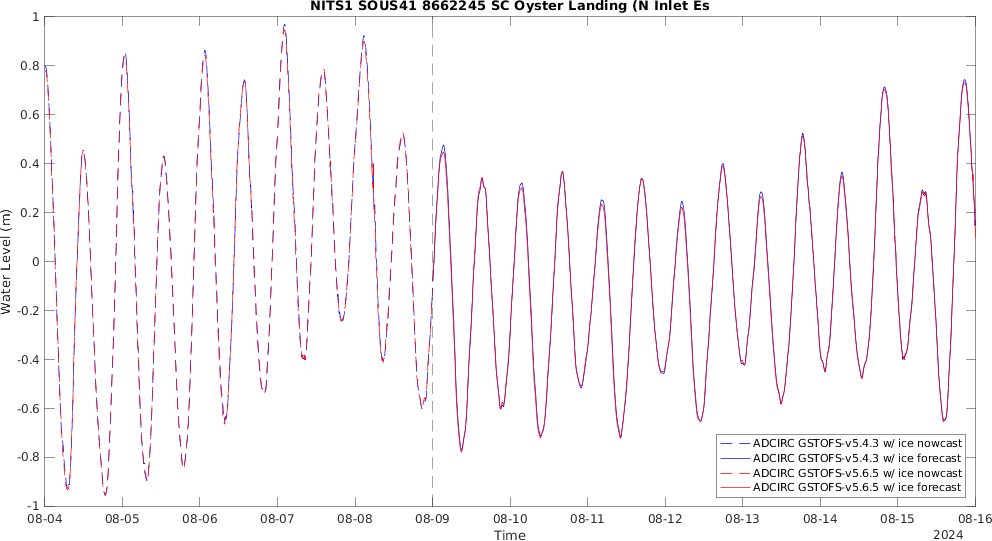 NITS1 SOUS41 8662245 SC Oyster Landing (N Inlet Es
Water Level (m)
1
0.8
0.6
0.4
0.2
0
-0.2
-0.4
-0.6
-0.8
-1
ADCIRC GSTOFS-v5.4.3 w/ ice nowcast
ADCIRC GSTOFS-v5.4.3 w/ ice forecast
ADCIRC GSTOFS-v5.6.5 w/ ice nowcast
ADCIRC GSTOFS-v5.6.5 w/ ice forecast
08-04 08-05 08-06 08-07 08-08 08-09 08-10 08-11 08-12 08-13 08-14 08-15 08-16
Time
2024